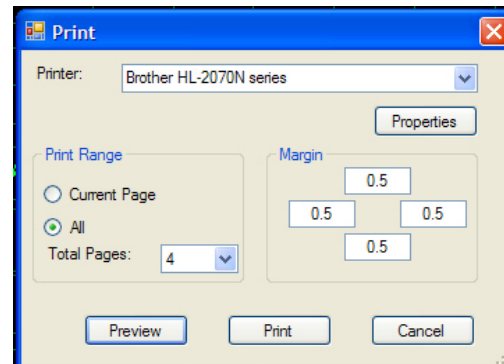 Print
Printer: Brother HL-2070N series
Properties
Print Range
Current Page
All
Total Pages: 4
Margin
0.5
0.5 0.5
0.5
Preview Print Cancel